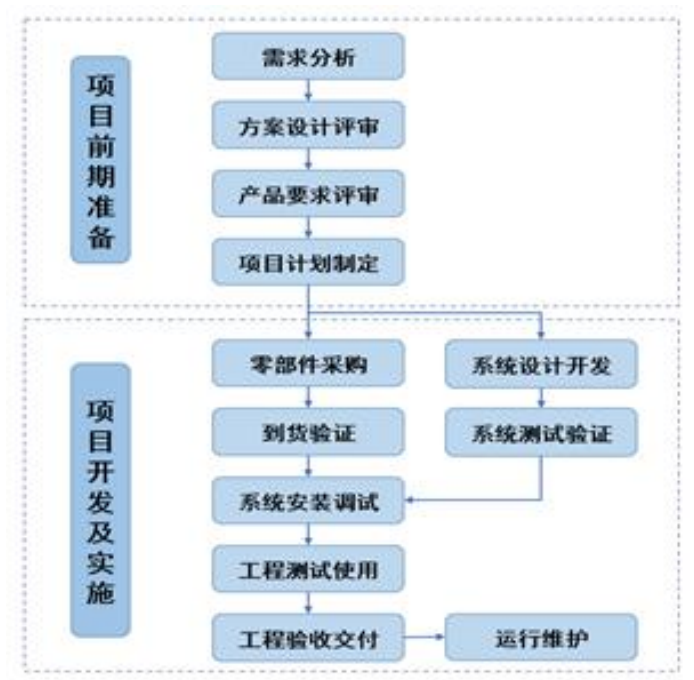 项目前期准备
需求分析
方案设计评审
产品要求评审
项目计划制定
项目开发及实施
零部件采购
系统设计开发
到货验证
系统测试验证
系统安装调试
工程测试使用
工程验收交付
运行维护